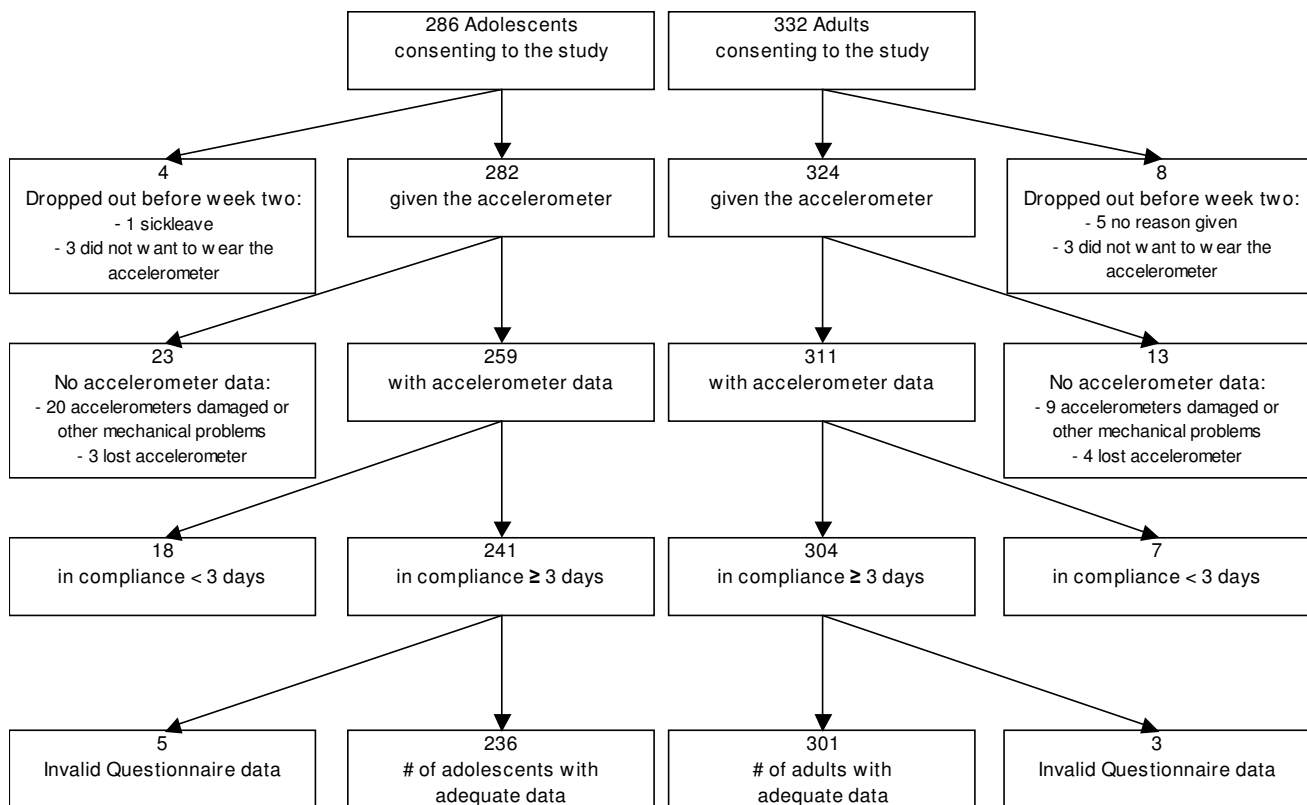 286 Adolescents
consenting to the study
332 Adults
consenting to the study
4
Dropped out before week two:
- 1 sickleave
- 3 did not want to wear the
accelerometer
282
given the accelerometer
324
given the accelerometer
8
Dropped out before week two:
- 5 no reason given
- 3 did not want to wear the
accelerometer
23
No accelerometer data:
- 20 accelerometers damaged or
other mechanical problems
- 3 lost accelerometer
259
with accelerometer data
311
with accelerometer data
13
No accelerometer data:
- 9 accelerometers damaged or
other mechanical problems
- 4 lost accelerometer
18
in compliance < 3 days
241
in compliance ≥ 3 days
304
in compliance ≥ 3 days
7
in compliance < 3 days
5
Invalid Questionnaire data
236
# of adolescents with
adequate data
301
# of adults with
adequate data
3
Invalid Questionnaire data